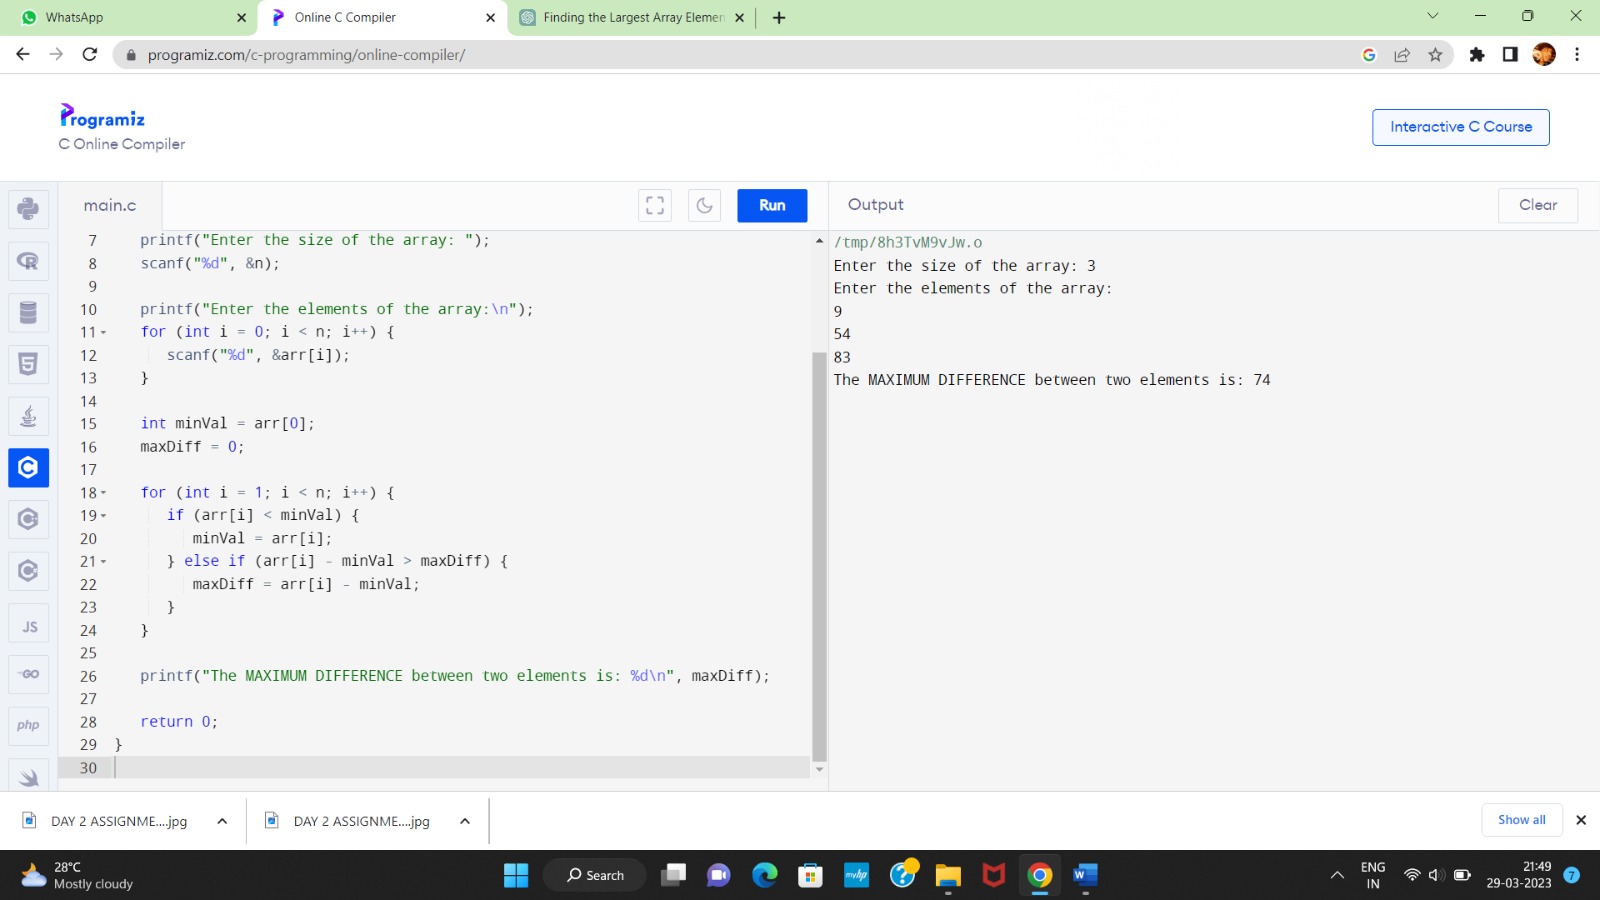 WhatsApp
Online C Compiler
Finding the Largest Array Elemen
programiz.com/c-programming/online-compiler/
Programiz
C Online Compiler
Interactive C Course
main.c
Run
Output
Clear
7 printf("Enter the size of the array: ");
8 scanf("%d", &n);
9
10 printf("Enter the elements of the array:\n");
11 for (int i = 0; i < n; i++) {
12 scanf("%d", &arr[i]);
13 }
14
15 int minVal = arr[0];
16 maxDiff = 0;
17
18 for (int i = 1; i < n; i++) {
19 if (arr[i] < minVal) {
20 minVal = arr[i];
21 } else if (arr[i] - minVal > maxDiff) {
22 maxDiff = arr[i] - minVal;
23 }
24 }
25
26 printf("The MAXIMUM DIFFERENCE between two elements is: %d\n", maxDiff);
27
28 return 0;
29 }
30
/tmp/8h3TvM9vJw.o
Enter the size of the array: 3
Enter the elements of the array:
9
54
83
The MAXIMUM DIFFERENCE between two elements is: 74
R
5
C
C
C
JS
GO
php
DAY 2 ASSIGNME....jpg
DAY 2 ASSIGNME....jpg
Show all
28°C
Mostly cloudy
Search
myhp
?
W
ENG
IN
21:49
29-03-2023
7